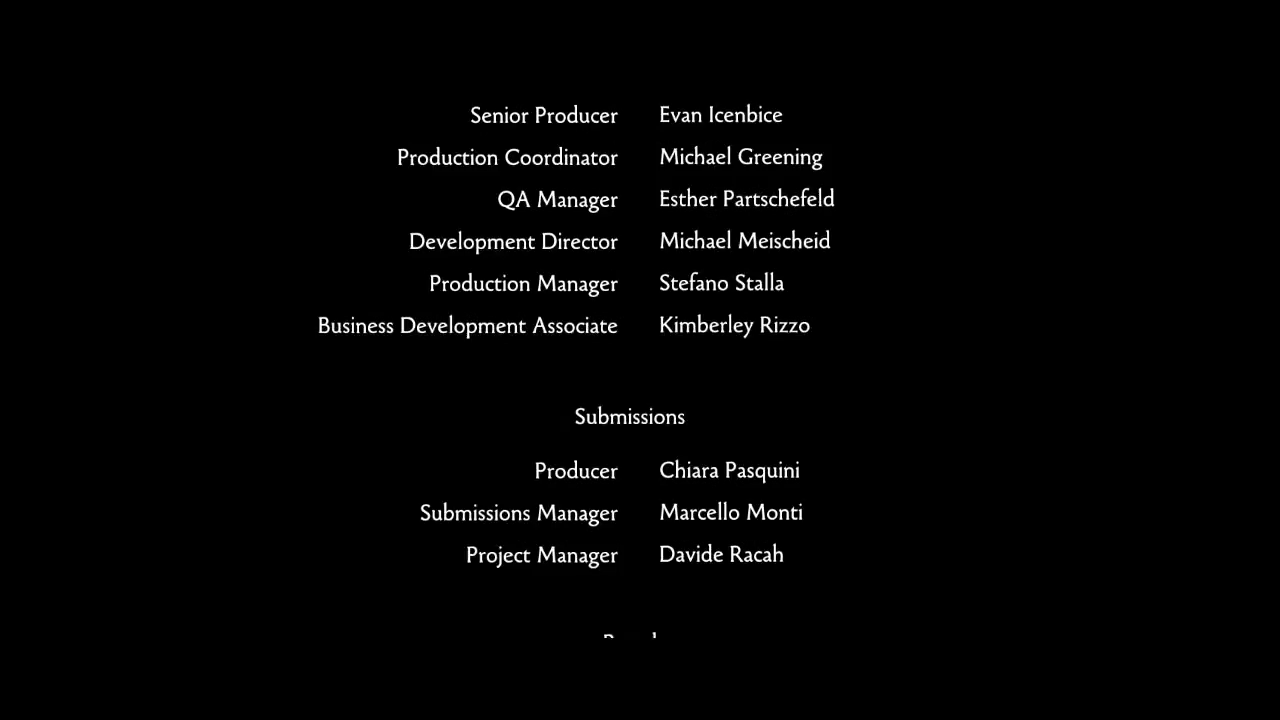 Senior Producer Evan Icenbice
Production Coordinator Michael Greening
QA Manager Esther Partschefeld
Development Director Michael Meischeid
Production Manager Stefano Stalla
Business Development Associate Kimberley Rizzo
Submissions
Producer Chiara Pasquini
Submissions Manager Marcello Monti
Project Manager Davide Racah